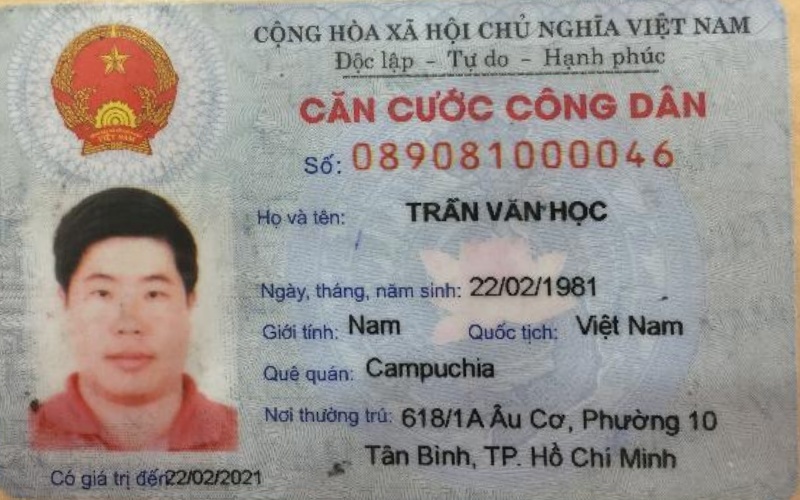 CỘNG HÒA XÃ HỘI CHỦ NGHĨA VIỆT NAM
Độc lập - Tự do - Hạnh phúc
CĂN CƯỚC CÔNG DÂN
Số: 089081000046
Họ và tên: TRẦN VĂN HỌC
Ngày, tháng, năm sinh: 22/02/1981
Giới tính: Nam Quốc tịch: Việt Nam
Quê quán: Campuchia
Nơi thường trú: 618/1A Âu Cơ, Phường 10
Tân Bình, TP. Hồ Chí Minh
Có giá trị đến 22/02/2021